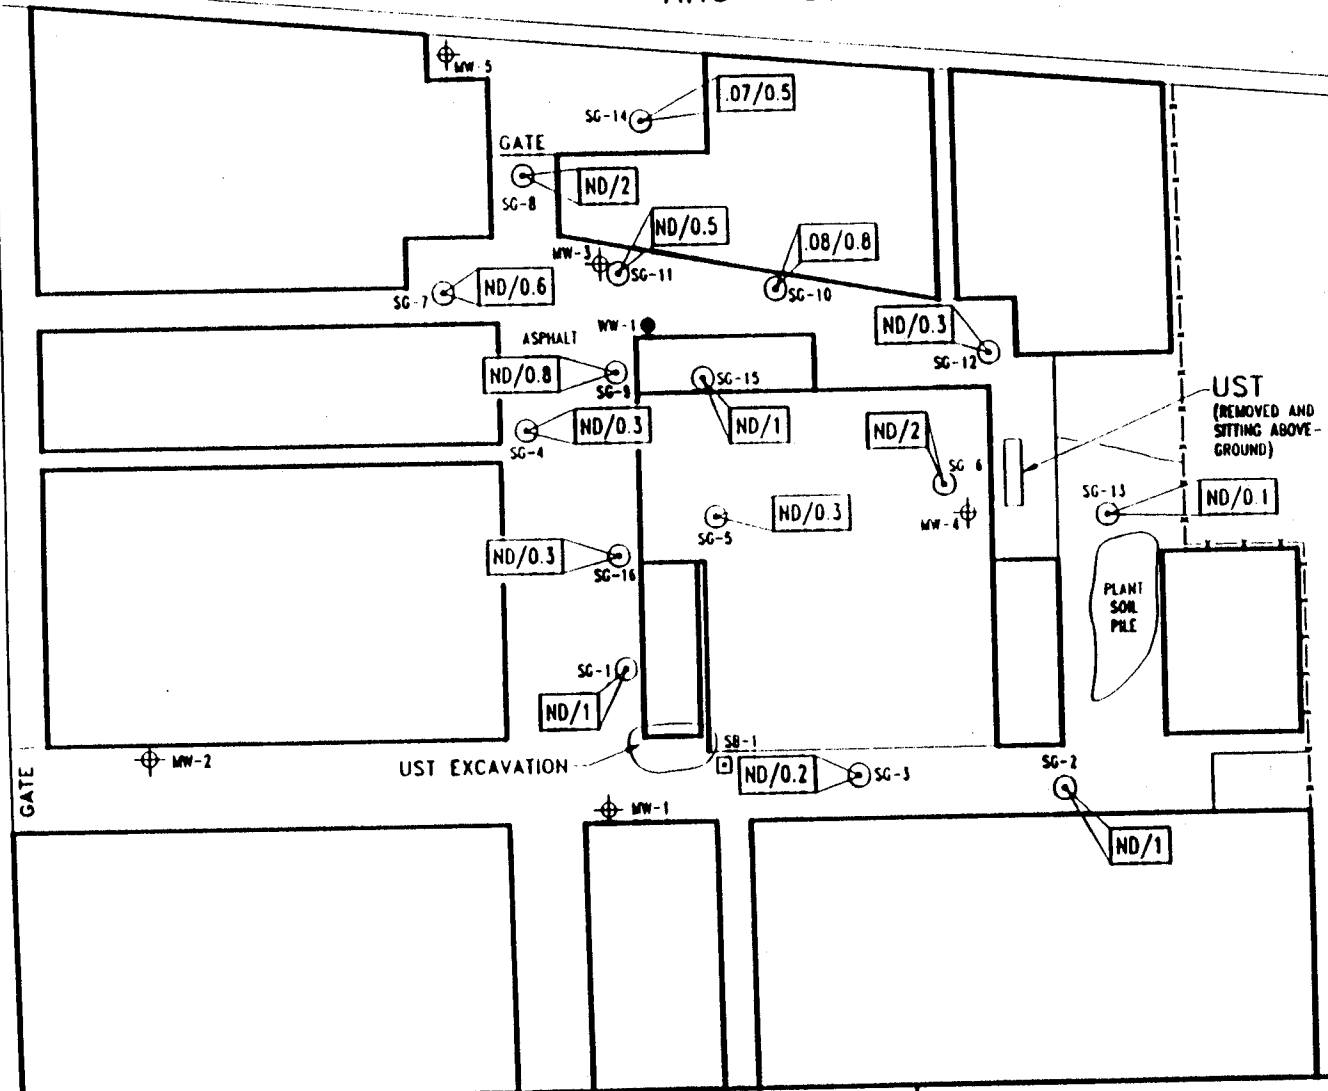 MW-5
.07/0.5
SG-14
GATE
ND/2
SG-8
ND/0.5
.08/0.8
MW-3
SG-11
SG-10
ND/0.6
SG-7
ND/0.3
WW-1
ASPHALT
SG-12
ND/0.8
SG-15
SG-9
UST
(REMOVED AND
SITTING ABOVE-
GROUND)
ND/0.3
ND/1
ND/2
SG-4
SG 6
SG-13
ND/0.1
ND/0.3
MW-4
SG-5
ND/0.3
SG-16
PLANT
SOIL
PILE
SG-1
ND/1
SB-1
MW-2
UST EXCAVATION
ND/0.2
SG-3
SG-2
GATE
MW-1
ND/1